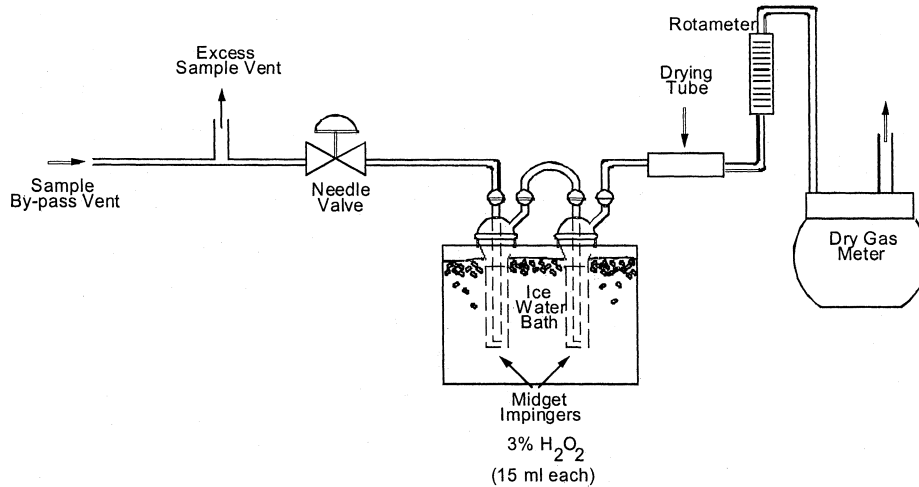 Excess
Sample Vent
Sample
By-pass Vent
Needle
Valve
Drying
Tube
Rotameter
Dry Gas
Meter
Ice
Water
Bath
Midget
Impingers
3% H₂O₂
(15 ml each)